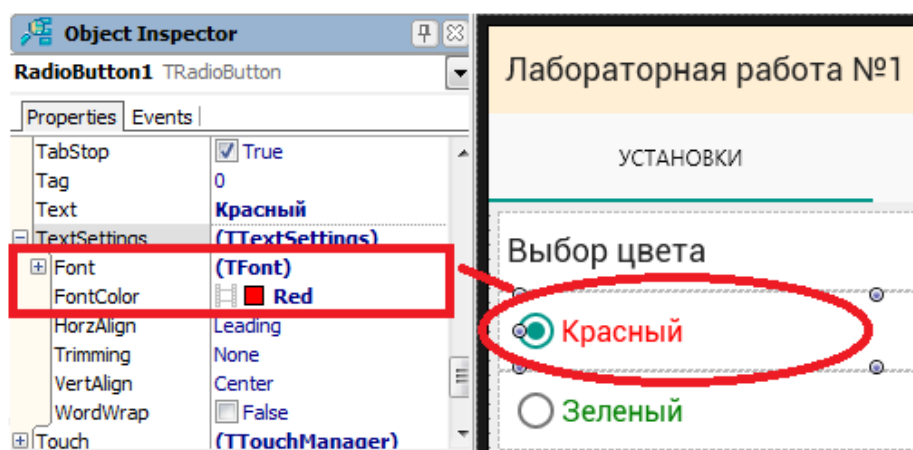 Object Inspector
RadioButton1 TRadioButton
Properties Events
TabStop True
Tag 0
Text Красный
TextSettings (TTextSettings)
Font (TFont)
FontColor Red
HorzAlign Leading
Trimming None
VertAlign Center
WordWrap False
Touch (TTouchManager)
Лабораторная работа №1
УСТАНОВКИ
Выбор цвета
Красный
Зеленый